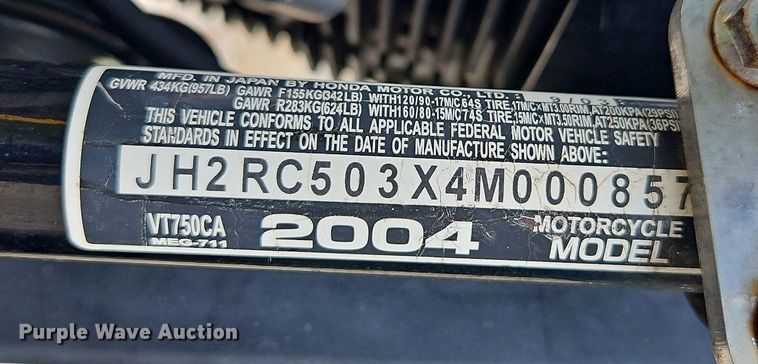 MFD. IN JAPAN BY HONDA MOTOR CO., LTD. 9/03
GVWR 434KG(957LB) GAWR F155KG(342LB) WITH120/90-17M/C64S TIRE,17M/C×MT3.00RIM,AT200KPA(29PSI)
GAWR R283KG(624LB) WITH160/80-15M/C74S TIRE,15M/C×MT3.50RIM,AT250KPA(36PSI)
THIS VEHICLE CONFORMS TO ALL APPLICABLE FEDERAL MOTOR VEHICLE SAFETY
STANDARDS IN EFFECT ON THE DATE OF MANUFACTURE SHOWN ABOVE:
JH2RC503X4M000857
VT750CA 2004 MOTORCYCLE
MEG-711 MODEL
Purple Wave Auction